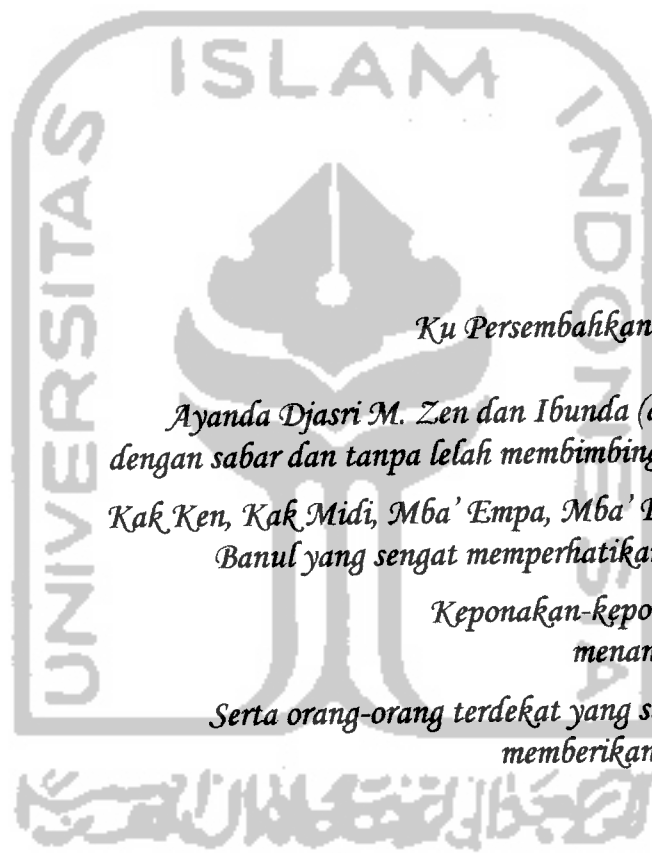 ISLAM
UNIVERSITAS
INDONESIA
Ku Persembahkan
Ayanda Djasri M. Zen dan Ibunda (
dengan sabar dan tanpa lelah membimbing
Kak Ken, Kak Midi, Mba' Empa, Mba'
Banul yang sengat memperhatikan
Keponakan-kepo
menan
Serta orang-orang terdekat yang s
memberikan